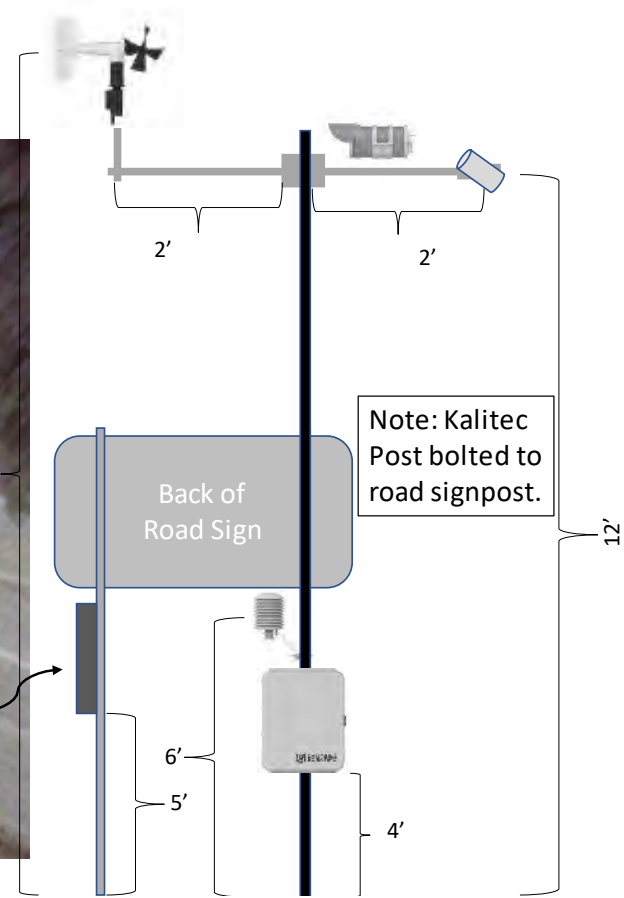 2’
2’
Note: Kalitec
Post bolted to
road signpost.
Back of
Road Sign
12’
6’
5’
4’